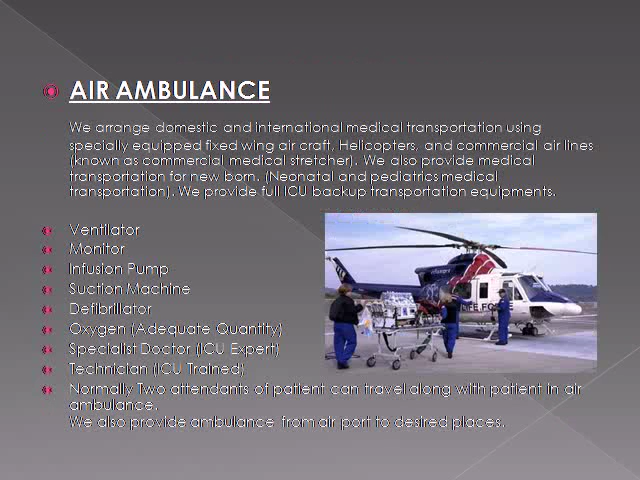 AIR AMBULANCE
We arrange domestic and international medical transportation using
specially equipped fixed wing air craft, Helicopters, and commercial air lines
(known as commercial medical stretcher). We also provide medical
transportation for new born. (Neonatal and pediatrics medical
transportation). We provide full ICU backup transportation equipments.
Ventilator
Monitor
Infusion Pump
Suction Machine
Defibrillator
Oxygen (Adequate Quantity)
Specialist Doctor (ICU Expert)
Technician (ICU Trained)
Normally Two attendants of patient can travel along with patient in air
ambulance.
We also provide ambulance from air port to desired places.
LIFE FORCE